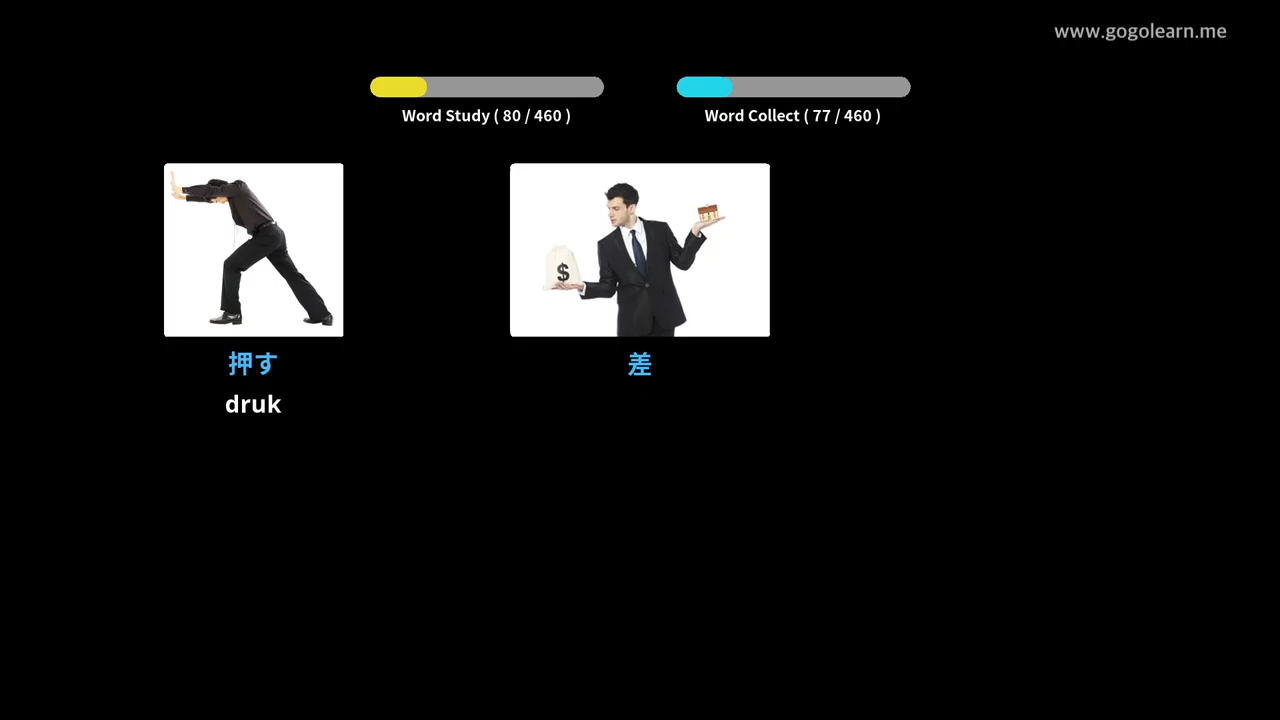 www.gogolearn.me
Word Study ( 80 / 460 )
Word Collect ( 77 / 460 )
$
押す
差
druk